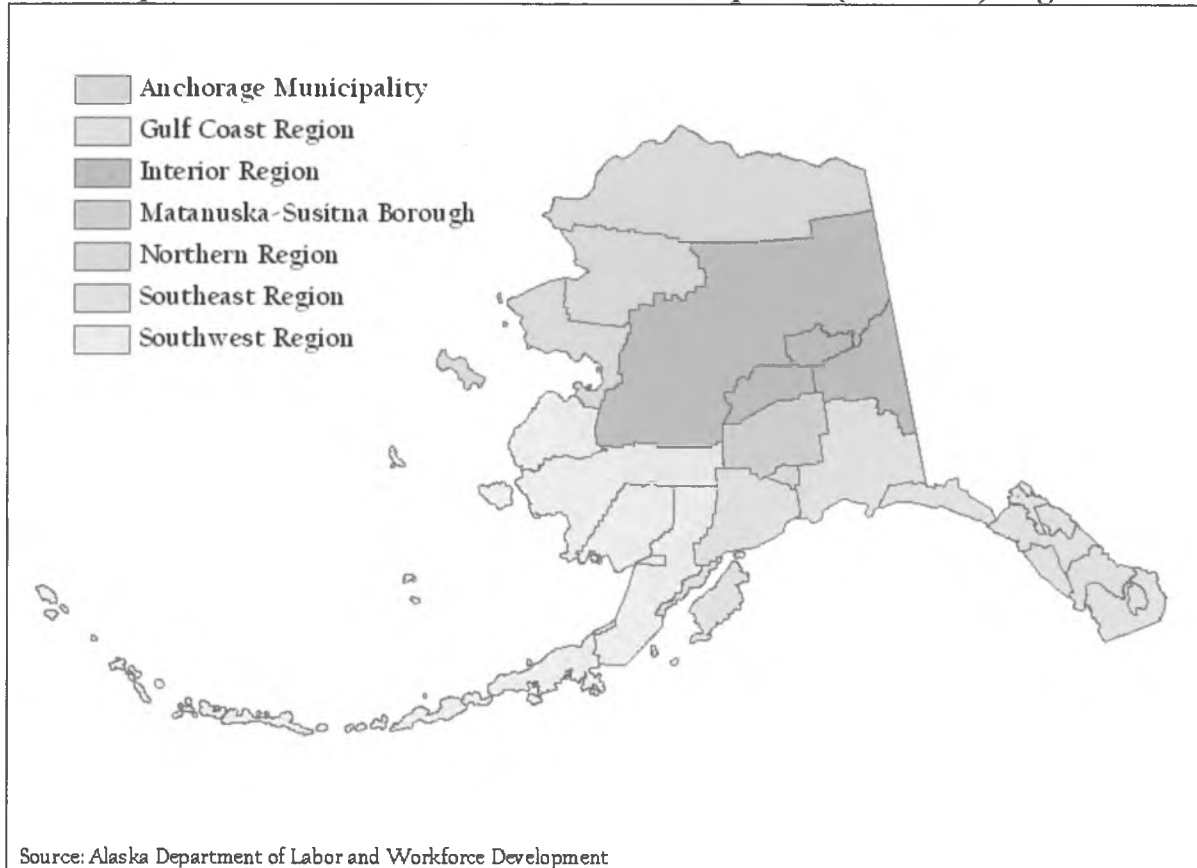 Anchorage Municipality
Gulf Coast Region
Interior Region
Matanuska-Susitna Borough
Northern Region
Southeast Region
Southwest Region
Source: Alaska Department of Labor and Workforce Development